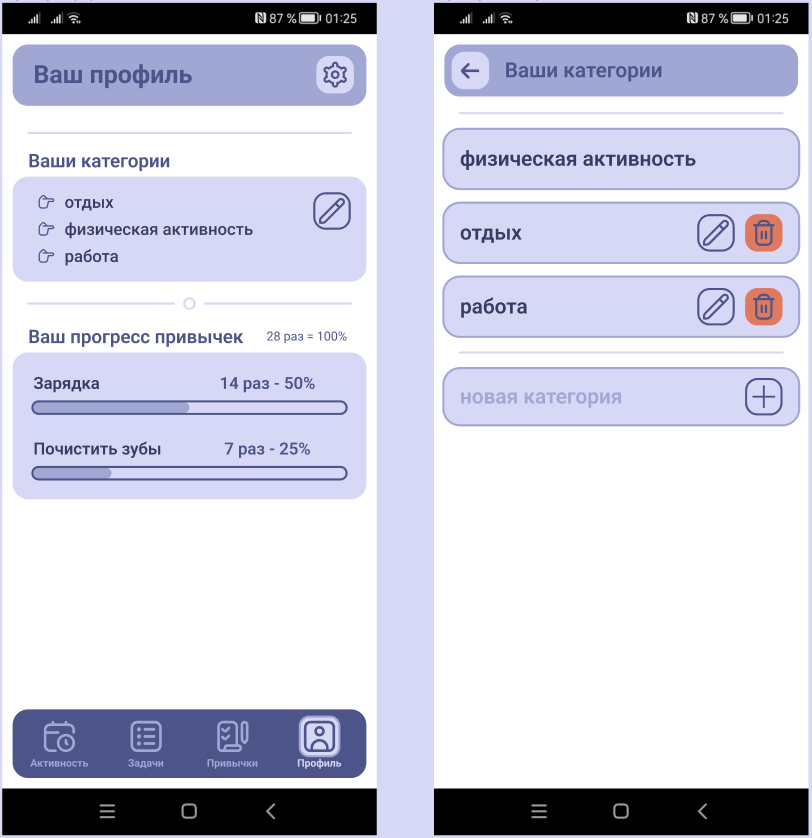 87 % 01:25
Ваш профиль
Ваши категории
отдых
физическая активность
работа
Ваш прогресс привычек 28 раз = 100%
Зарядка 14 раз - 50%
Почистить зубы 7 раз - 25%
Активность Задачи Привычки Профиль
87 % 01:25
Ваши категории
физическая активность
отдых
работа
новая категория